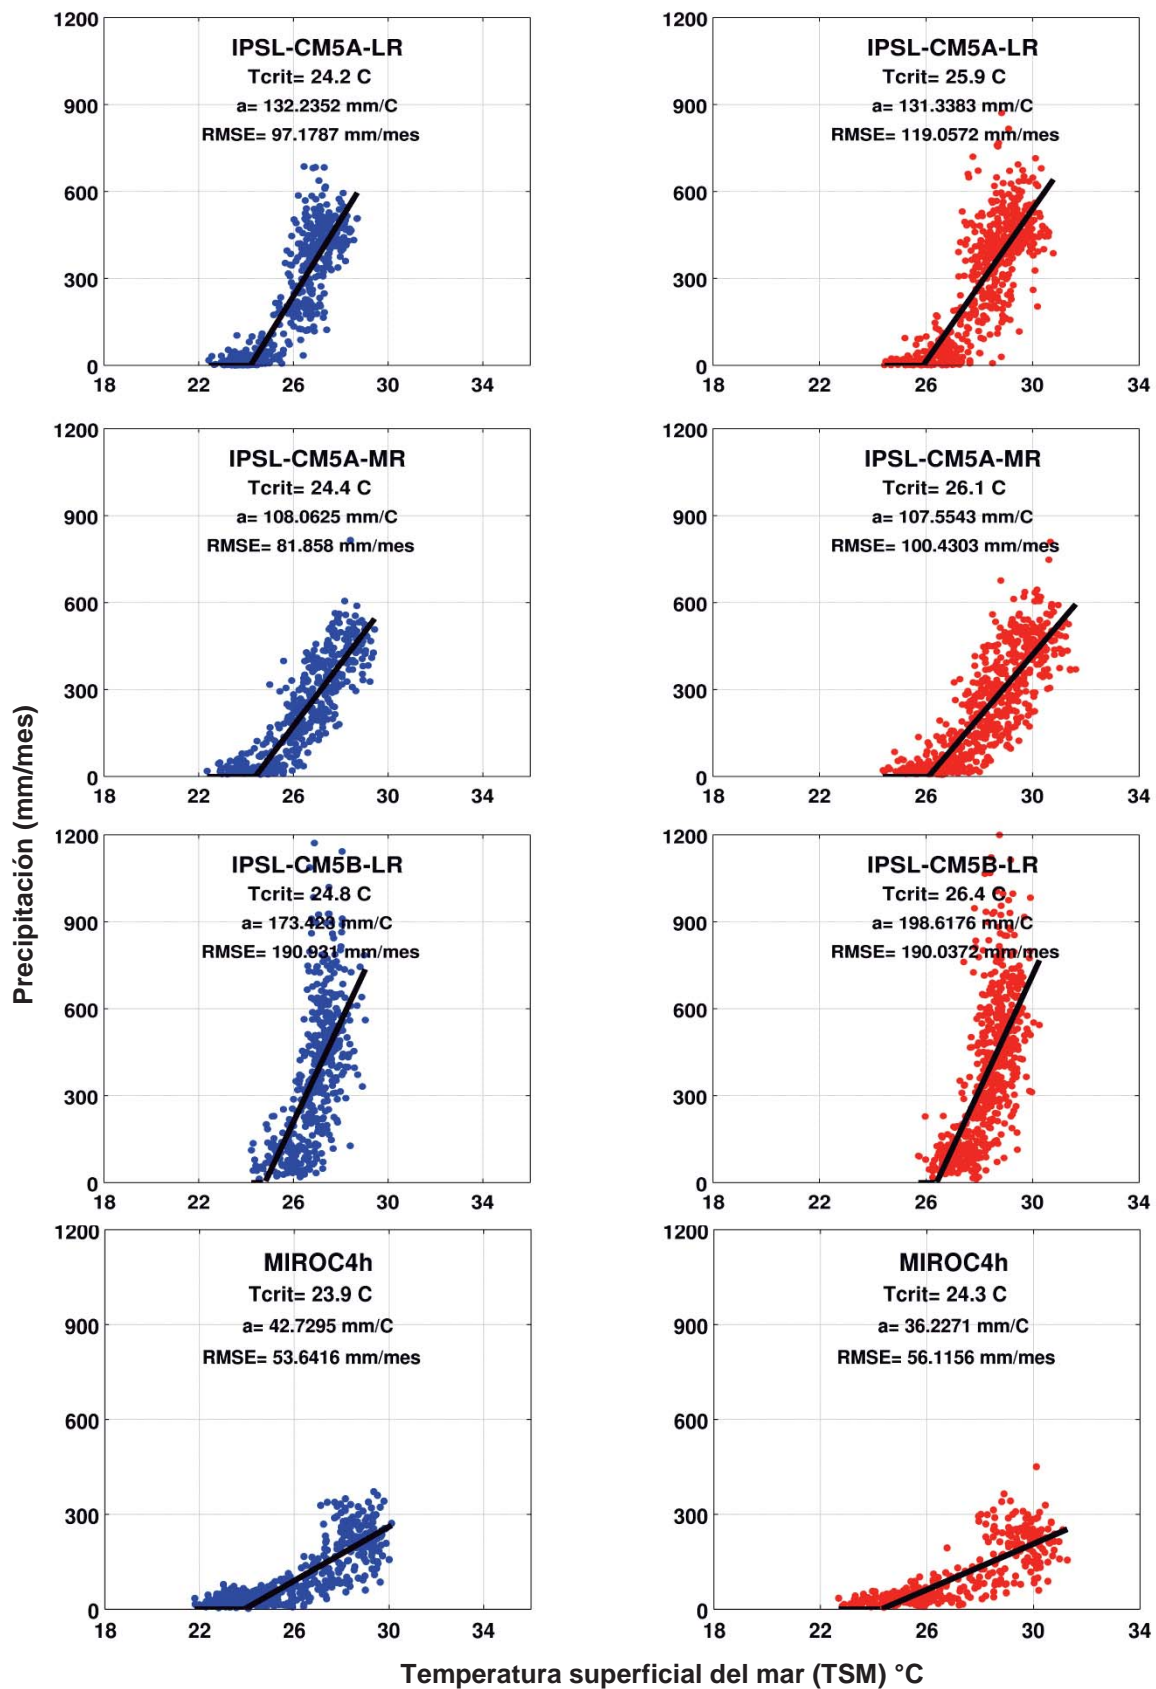 Precipitación (mm/mes)
1200
900
600
300
0
IPSL-CM5A-LR
Tcrit= 24.2 C
a= 132.2352 mm/C
RMSE= 97.1787 mm/mes
18 22 26 30 34
1200
900
600
300
0
IPSL-CM5A-LR
Tcrit= 25.9 C
a= 131.3383 mm/C
RMSE= 119.0572 mm/mes
18 22 26 30 34
1200
900
600
300
0
IPSL-CM5A-MR
Tcrit= 24.4 C
a= 108.0625 mm/C
RMSE= 81.858 mm/mes
18 22 26 30 34
1200
900
600
300
0
IPSL-CM5A-MR
Tcrit= 26.1 C
a= 107.5543 mm/C
RMSE= 100.4303 mm/mes
18 22 26 30 34
1200
900
600
300
0
IPSL-CM5B-LR
Tcrit= 24.8 C
a= 173.423 mm/C
RMSE= 190.931 mm/mes
18 22 26 30 34
1200
900
600
300
0
IPSL-CM5B-LR
Tcrit= 26.4 C
a= 198.6176 mm/C
RMSE= 190.0372 mm/mes
18 22 26 30 34
1200
900
600
300
0
MIROC4h
Tcrit= 23.9 C
a= 42.7295 mm/C
RMSE= 53.6416 mm/mes
18 22 26 30 34
1200
900
600
300
0
MIROC4h
Tcrit= 24.3 C
a= 36.2271 mm/C
RMSE= 56.1156 mm/mes
18 22 26 30 34
Temperatura superficial del mar (TSM) °C